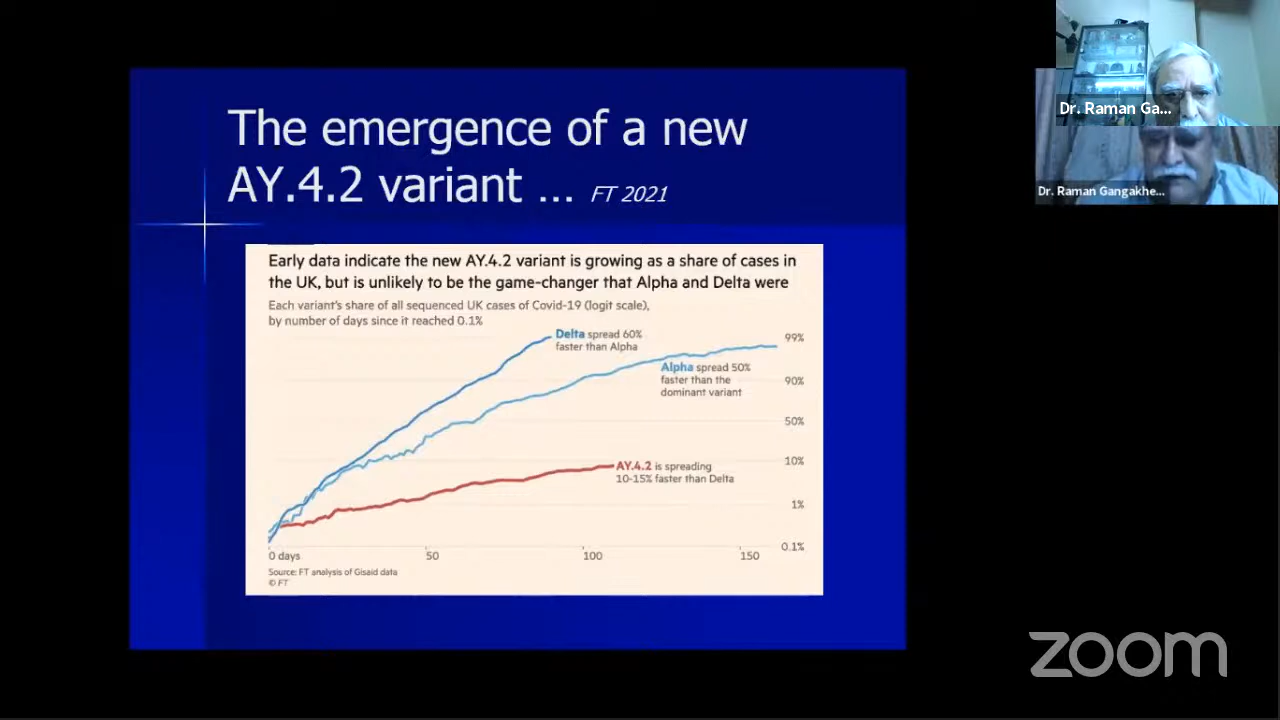 The emergence of a new
AY.4.2 variant ... FT 2021
Early data indicate the new AY.4.2 variant is growing as a share of cases in
the UK, but is unlikely to be the game-changer that Alpha and Delta were
Each variant's share of all sequenced UK cases of Covid-19 (logit scale),
by number of days since it reached 0.1%
Delta spread 60%
faster than Alpha
Alpha spread 50%
faster than the
dominant variant
AY.4.2 is spreading
10-15% faster than Delta
99%
90%
50%
10%
1%
0.1%
0 days
50
100
150
Source: FT analysis of Gisaid data
© FT
Dr. Raman Ga...
Dr. Raman Gangakhe...
zoom